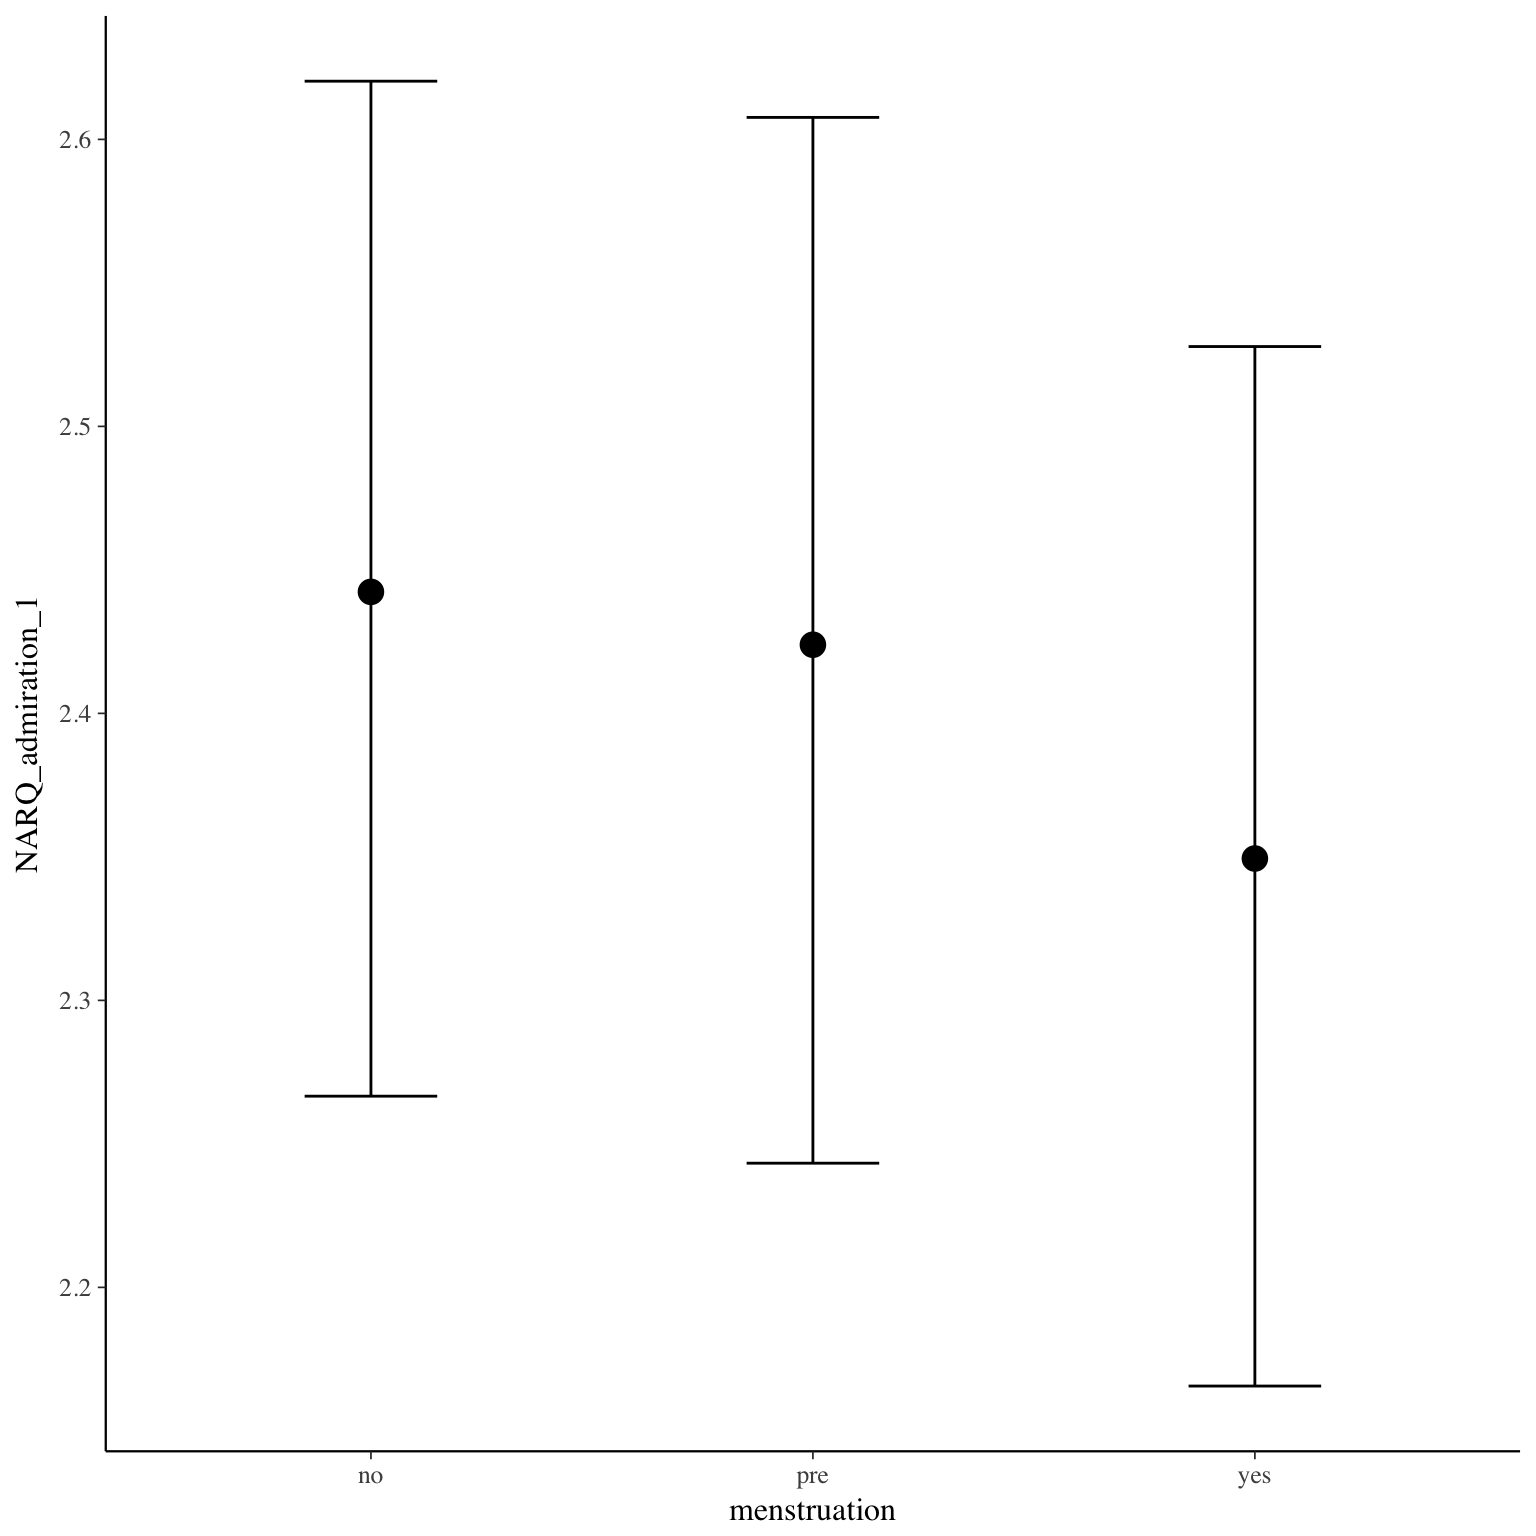 NARQ_admiration_1
2.6
2.5
2.4
2.3
2.2
no
pre
yes
menstruation